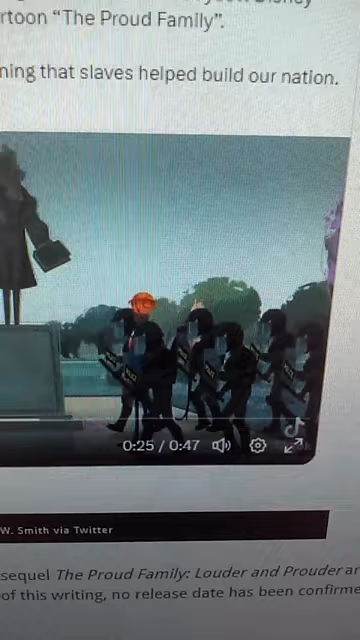 rtoon “The Proud Family”.
ning that slaves helped build our nation.
0:25 / 0:47
W. Smith via Twitter
sequel The Proud Family: Louder and Prouder ar
of this writing, no release date has been confirme